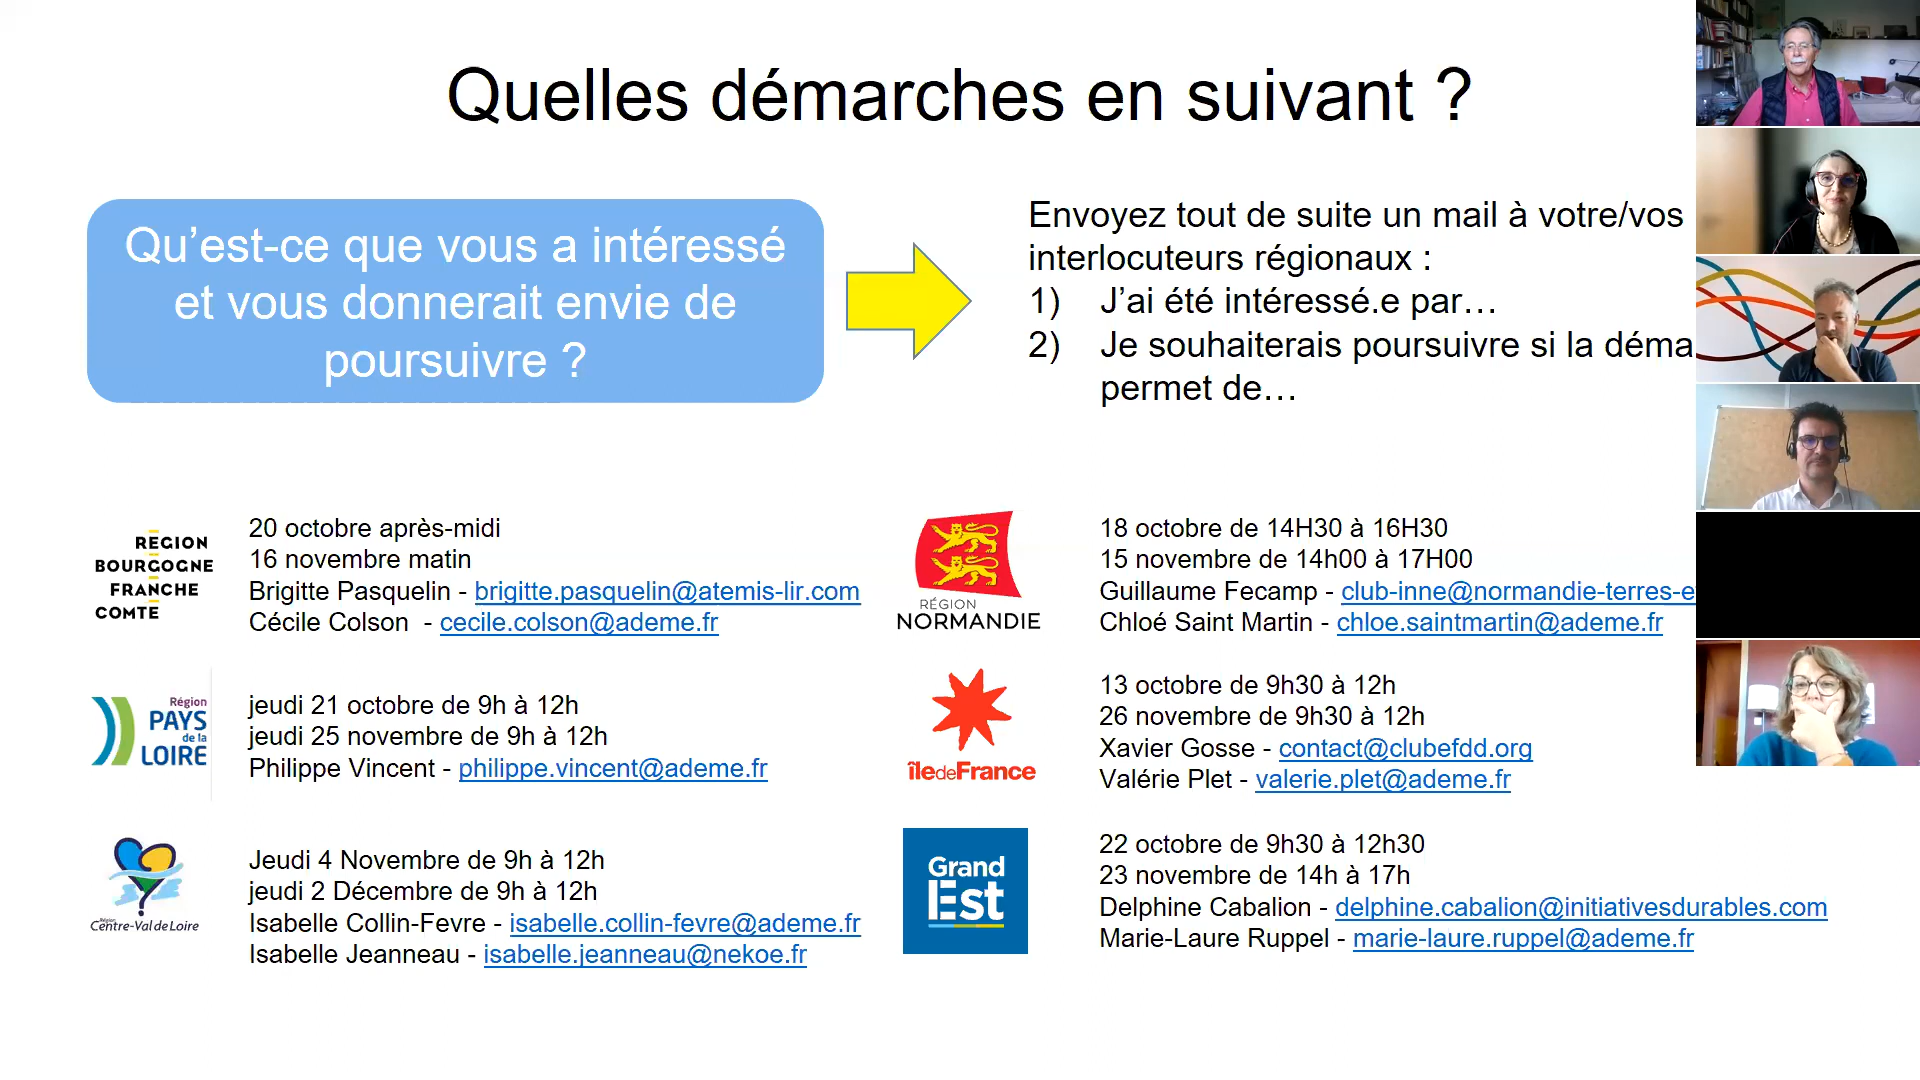 Quelles démarches en suivant ?
Qu’est-ce que vous a intéressé
et vous donnerait envie de
poursuivre ?
Envoyez tout de suite un mail à votre/vos
interlocuteurs régionaux :
1) J’ai été intéressé.e par…
2) Je souhaiterais poursuivre si la
permet de…
REGION
BOURGOGNE
FRANCHE
COMTE
20 octobre après-midi
16 novembre matin
Brigitte Pasquelin - brigitte.pasquelin@atemis-lir.com
Cécile Colson - cecile.colson@ademe.fr
Région
PAYS
de la
LOIRE
jeudi 21 octobre de 9h à 12h
jeudi 25 novembre de 9h à 12h
Philippe Vincent - philippe.vincent@ademe.fr
Région
Centre-Val de Loire
Jeudi 4 Novembre de 9h à 12h
jeudi 2 Décembre de 9h à 12h
Isabelle Collin-Fevre - isabelle.collin-fevre@ademe.fr
Isabelle Jeanneau - isabelle.jeanneau@nekoe.fr
RÉGION
NORMANDIE
18 octobre de 14H30 à 16H30
15 novembre de 14h00 à 17H00
Guillaume Fecamp - club-inne@normandie-terres-e
Chloé Saint Martin - chloe.saintmartin@ademe.fr
îledeFrance
13 octobre de 9h30 à 12h
26 novembre de 9h30 à 12h
Xavier Gosse - contact@clubefdd.org
Valérie Plet - valerie.plet@ademe.fr
Grand
Est
22 octobre de 9h30 à 12h30
23 novembre de 14h à 17h
Delphine Cabalion - delphine.cabalion@initiativesdurables.com
Marie-Laure Ruppel - marie-laure.ruppel@ademe.fr